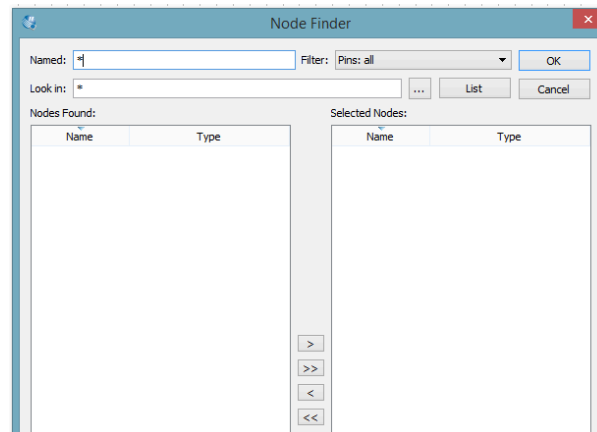 Node Finder
Named: * Filter: Pins: all OK
Look in: * ... List Cancel
Nodes Found: Selected Nodes:
Name Type Name Type
>
>>
<
<<